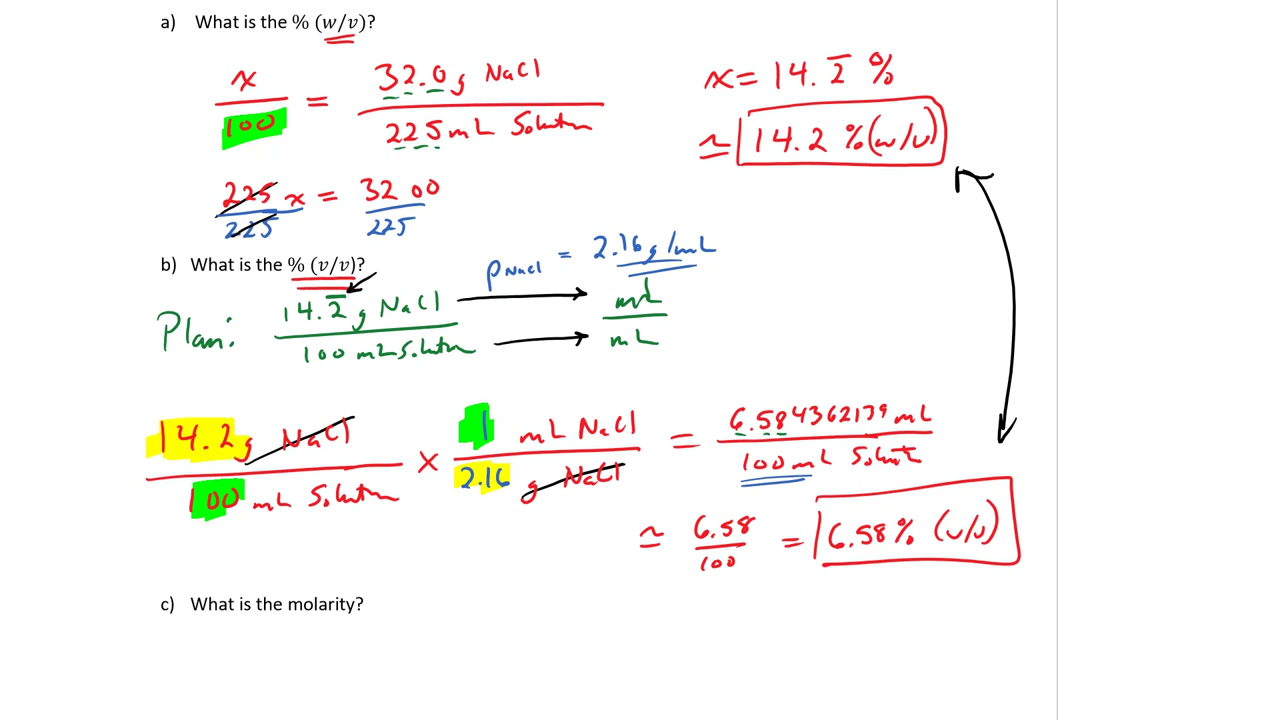 a) What is the % (w/v)?
x/100 = 32.0 g NaCl / 225 mL Solution
x = 14.2̅ %
≃ 14.2 % (w/v)
225 x / 225 = 3200 / 225
b) What is the % (v/v)?
ρNaCl = 2.16 g/mL
Plan: 14.2̅ g NaCl / 100 mL Solution → mL / mL
14.2 g NaCl / 100 mL Solution × 1 mL NaCl / 2.16 g NaCl = 6.584362139 mL / 100 mL Solution
≃ 6.58 / 100 = 6.58 % (v/v)
c) What is the molarity?